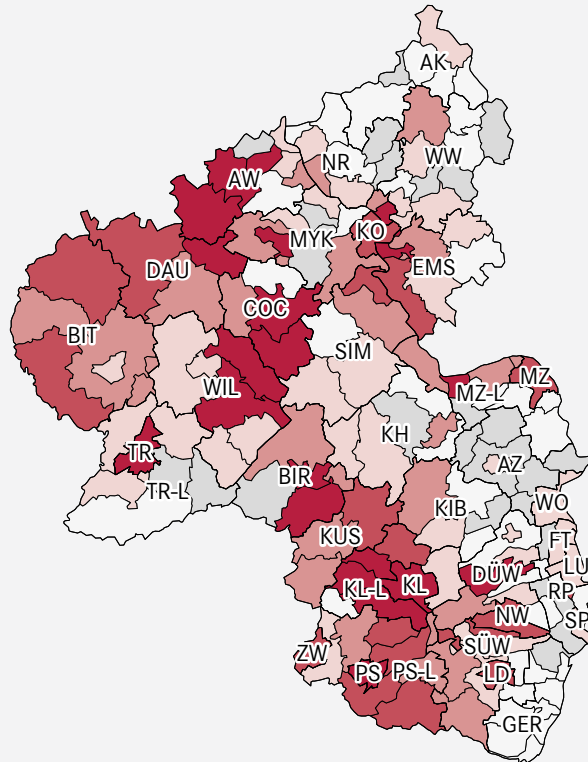 AK
WW
NR
AW
KO
MYK
EMS
DAU
COC
BIT
SIM
MZ
MZ-L
WIL
KH
TR
AZ
BIR
TR-L
WO
KIB
KUS
FT
LU
DÜW
KL
KL-L
RP
NW
SP
SÜW
ZW
PS
PS-L
LD
GER